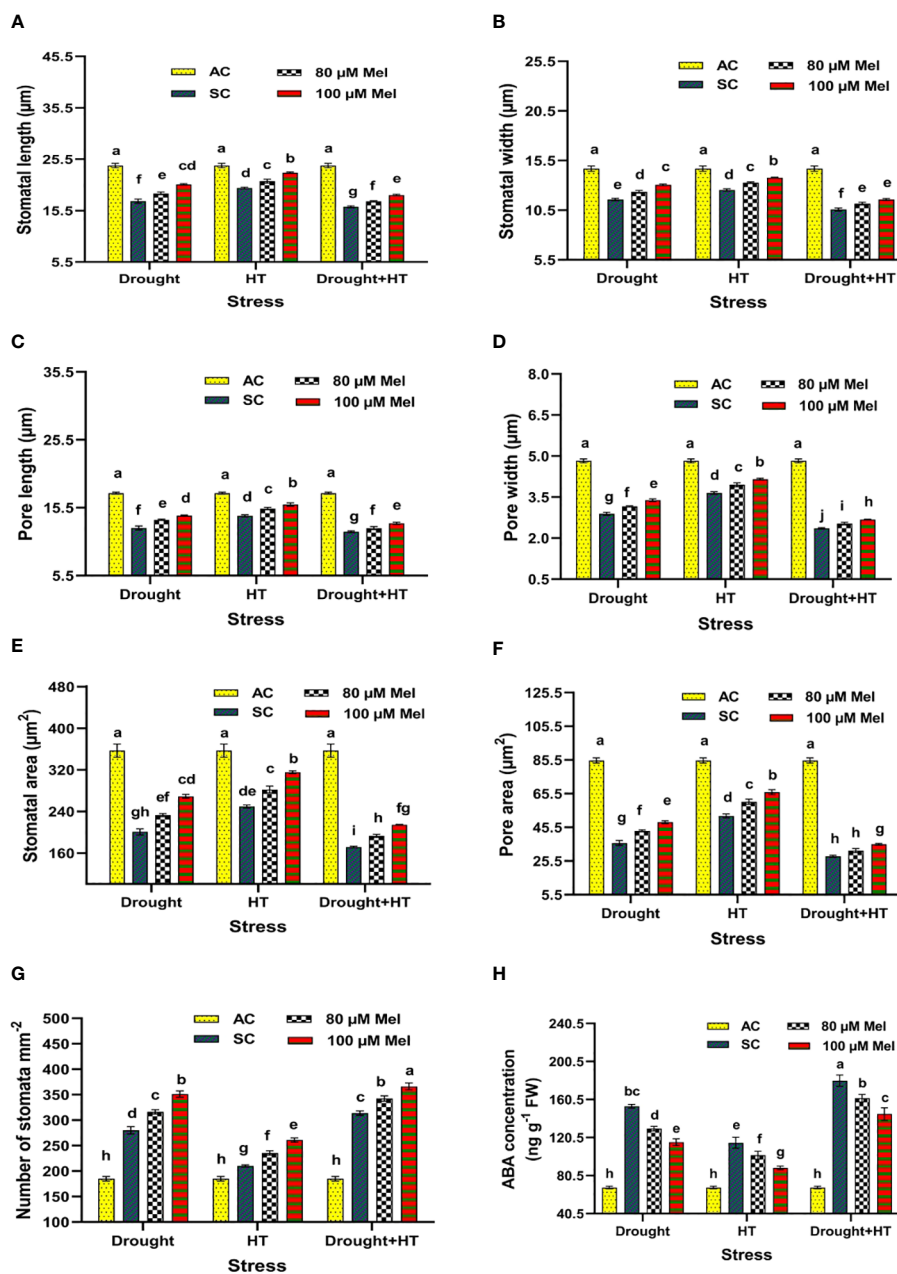 A
45.5
35.5
25.5
15.5
5.5
Stomatal length (µm)
AC
80 µM Mel
SC
100 µM Mel
a
f
e
cd
a
d
c
b
a
g
f
e
Drought
HT
Drought+HT
Stress
B
25.5
20.5
15.5
10.5
5.5
Stomatal width (µm)
AC
80 µM Mel
SC
100 µM Mel
a
e
d
c
a
d
c
b
a
f
e
e
Drought
HT
Drought+HT
Stress
C
35.5
25.5
15.5
5.5
Pore length (µm)
AC
80 µM Mel
SC
100 µM Mel
a
f
e
d
a
d
c
b
a
g
f
e
Drought
HT
Drought+HT
Stress
D
8.0
6.5
5.0
3.5
2.0
0.5
Pore width (µm)
AC
80 µM Mel
SC
100 µM Mel
a
g
f
e
a
d
c
b
a
j
i
h
Drought
HT
Drought+HT
Stress
E
480
400
320
240
160
Stomatal area (µm²)
AC
80 µM Mel
SC
100 µM Mel
a
gh
ef
cd
a
de
c
b
a
i
h
fg
Drought
HT
Drought+HT
Stress
F
125.5
105.5
85.5
65.5
45.5
25.5
5.5
Pore area (µm²)
AC
80 µM Mel
SC
100 µM Mel
a
g
f
e
a
d
c
b
a
h
h
g
Drought
HT
Drought+HT
Stress
G
500
450
400
350
300
250
200
150
100
Number of stomata mm⁻²
AC
80 µM Mel
SC
100 µM Mel
h
d
c
b
h
g
f
e
h
c
b
a
Drought
HT
Drought+HT
Stress
H
240.5
200.5
160.5
120.5
80.5
40.5
ABA concentration
(ng g⁻¹ FW)
AC
80 µM Mel
SC
100 µM Mel
h
bc
d
e
h
e
f
g
h
a
b
c
Drought
HT
Drought+HT
Stress